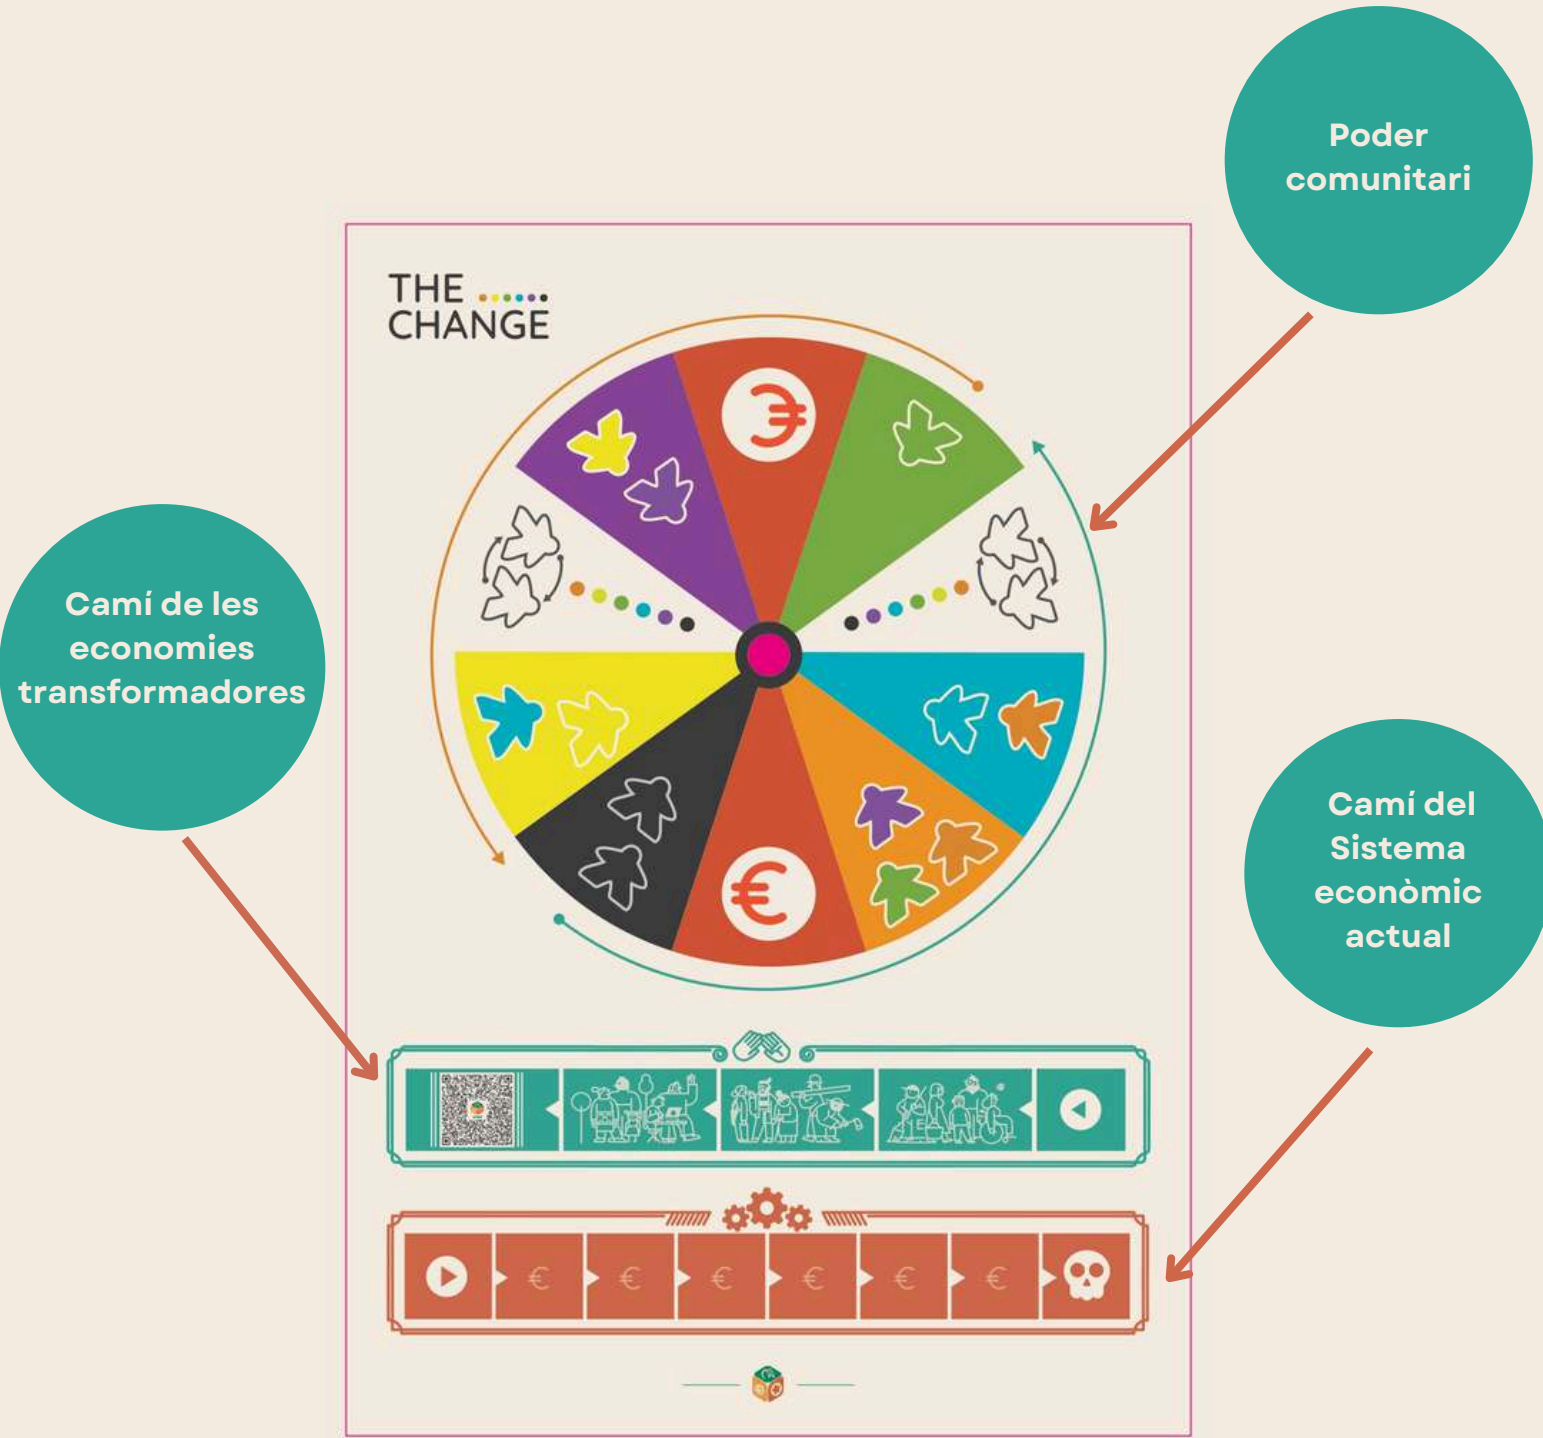 Poder
comunitari
THE
CHANGE
Camí de les
economies
transformadores
Camí del
Sistema
econòmic
actual
€
€
€ € € € € €